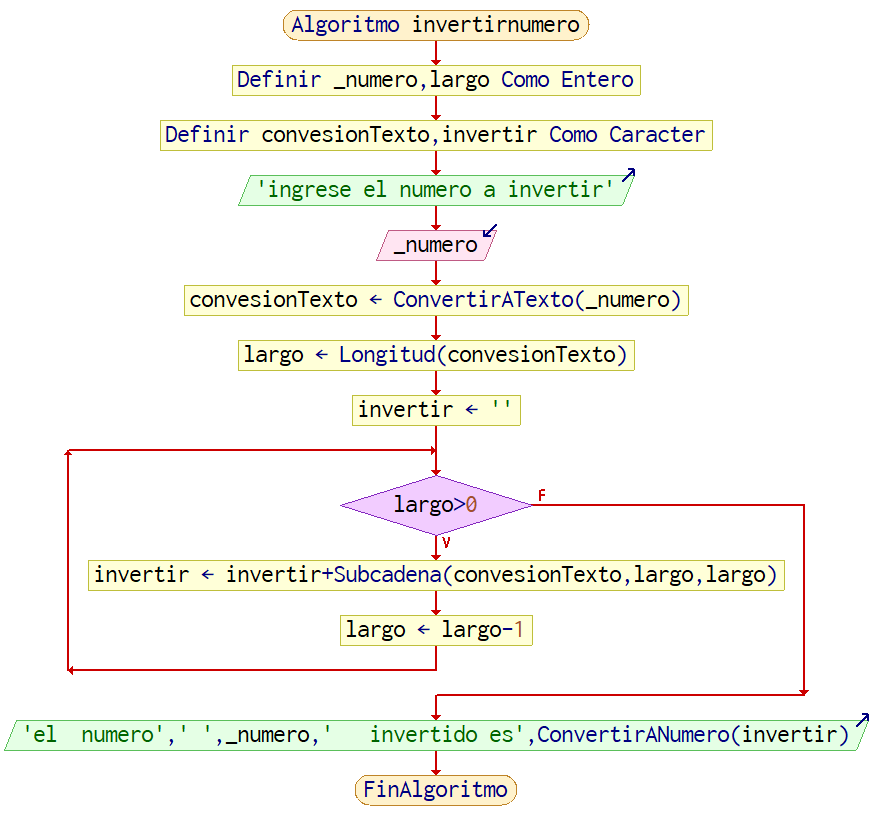 Algoritmo invertirnumero
Definir _numero,largo Como Entero
Definir convesionTexto,invertir Como Caracter
'ingrese el numero a invertir'
_numero
convesionTexto ← ConvertirATexto(_numero)
largo ← Longitud(convesionTexto)
invertir ← ''
largo>0
F
V
invertir ← invertir+Subcadena(convesionTexto,largo,largo)
largo ← largo-1
'el  numero',' ',_numero,'   invertido es',ConvertirANumero(invertir)
FinAlgoritmo